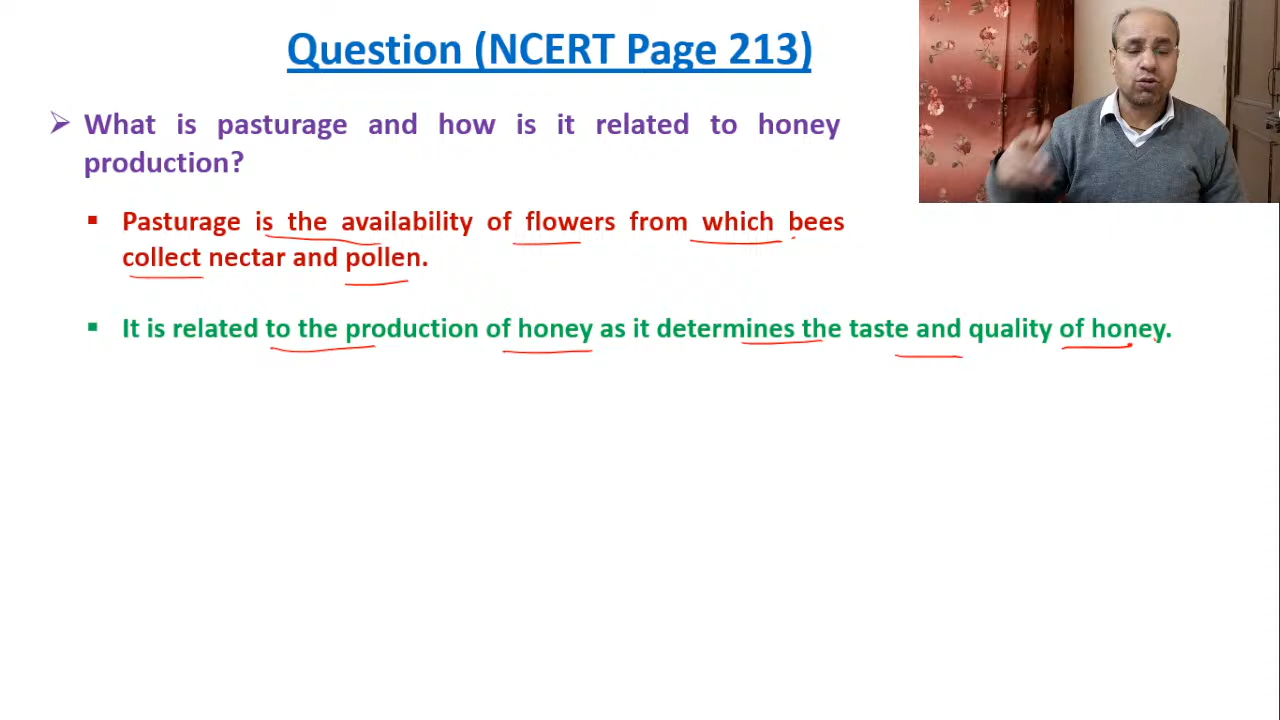 Question (NCERT Page 213)
What is pasturage and how is it related to honey
production?
Pasturage is the availability of flowers from which bees
collect nectar and pollen.
It is related to the production of honey as it determines the taste and quality of honey.